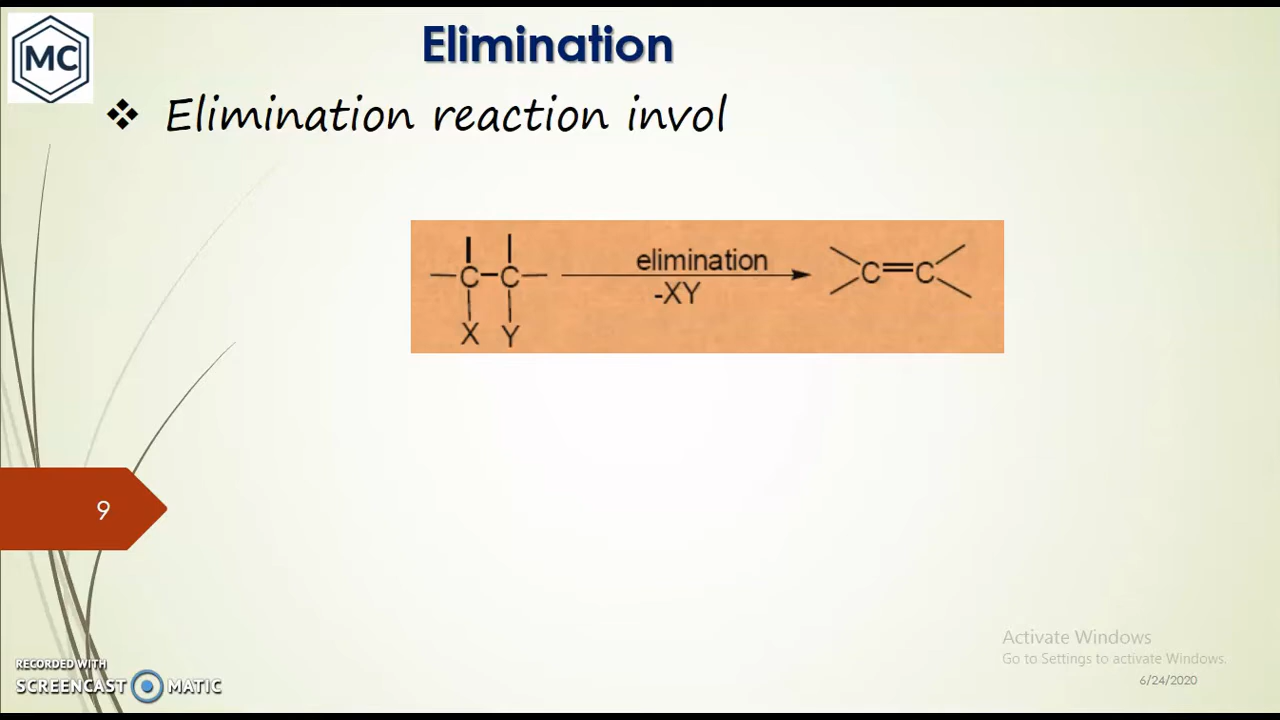 MC
Elimination
❖ Elimination reaction invol
C-C
X Y
elimination
-XY
C=C
9
Activate Windows
Go to Settings to activate Windows.
6/24/2020
RECORDED WITH
SCREENCAST MATIC